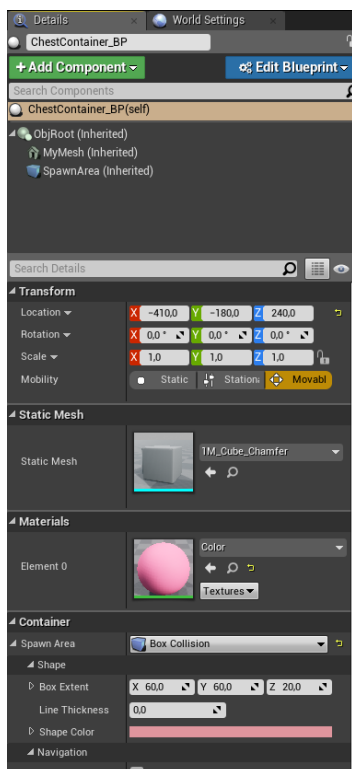 Details World Settings
ChestContainer_BP
+ Add Component Edit Blueprint
Search Components
ChestContainer_BP(self)
ObjRoot (Inherited)
MyMesh (Inherited)
SpawnArea (Inherited)
Search Details
Transform
Location X -410,0 Y -180,0 Z 240,0
Rotation X 0,0 ° Y 0,0 ° Z 0,0 °
Scale X 1,0 Y 1,0 Z 1,0
Mobility Static Station Movabl
Static Mesh
Static Mesh 1M_Cube_Chamfer
Materials
Element 0 Color
Textures
Container
Spawn Area Box Collision
Shape
Box Extent X 60,0 Y 60,0 Z 20,0
Line Thickness 0,0
Shape Color
Navigation